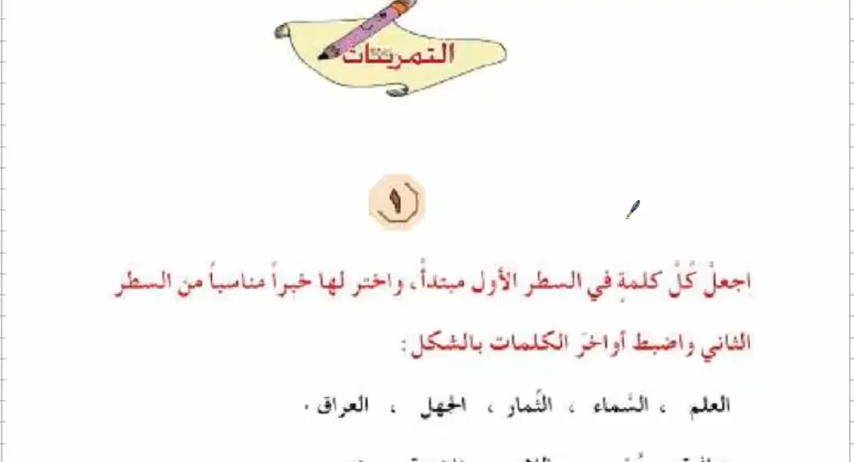 التمرينات
١
اِجعلْ كُلَّ كلمةٍ في السطر الأول مبتدأً، واختر لها خبراً مناسباً من السطر
الثاني واضبط أواخرَ الكلمات بالشكل:
العلم ، السَّماء ، الثَّمار ، الجهل ، العراق .